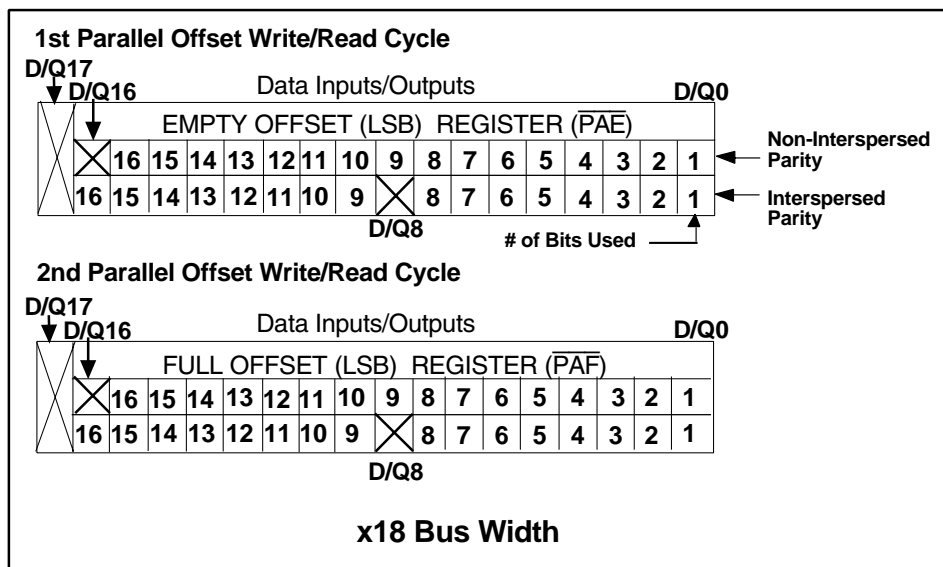 1st Parallel Offset Write/Read Cycle
D/Q17
D/Q16 Data Inputs/Outputs D/Q0
EMPTY OFFSET (LSB) REGISTER (PAE)
16 15 14 13 12 11 10 9 8 7 6 5 4 3 2 1 Non-Interspersed Parity
16 15 14 13 12 11 10 9 8 7 6 5 4 3 2 1 Interspersed Parity
D/Q8
# of Bits Used
2nd Parallel Offset Write/Read Cycle
D/Q17
D/Q16 Data Inputs/Outputs D/Q0
FULL OFFSET (LSB) REGISTER (PAF)
16 15 14 13 12 11 10 9 8 7 6 5 4 3 2 1
16 15 14 13 12 11 10 9 8 7 6 5 4 3 2 1
D/Q8
x18 Bus Width